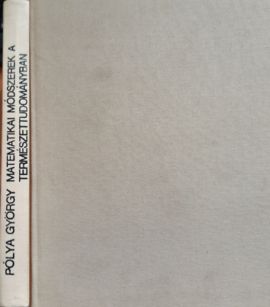 PÓLYA GYÖRGY MATEMATIKAI MÓDSZEREK A
TERMÉSZETTUDOMÁNYBAN